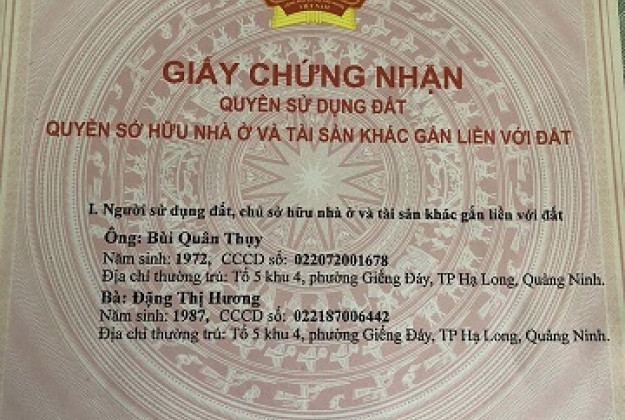 VIỆT NAM
GIẤY CHỨNG NHẬN
QUYỀN SỬ DỤNG ĐẤT
QUYỀN SỞ HỮU NHÀ Ở VÀ TÀI SẢN KHÁC GẮN LIỀN VỚI ĐẤT
I. Người sử dụng đất, chủ sở hữu nhà ở và tài sản khác gắn liền với đất
Ông: Bùi Quân Thụy
Năm sinh: 1972, CCCD số: 022072001678
Địa chỉ thường trú: Tổ 5 khu 4, phường Giếng Đáy, TP Hạ Long, Quảng Ninh.
Bà: Đặng Thị Hương
Năm sinh: 1987, CCCD số: 022187006442
Địa chỉ thường trú: Tổ 5 khu 4, phường Giếng Đáy, TP Hạ Long, Quảng Ninh.